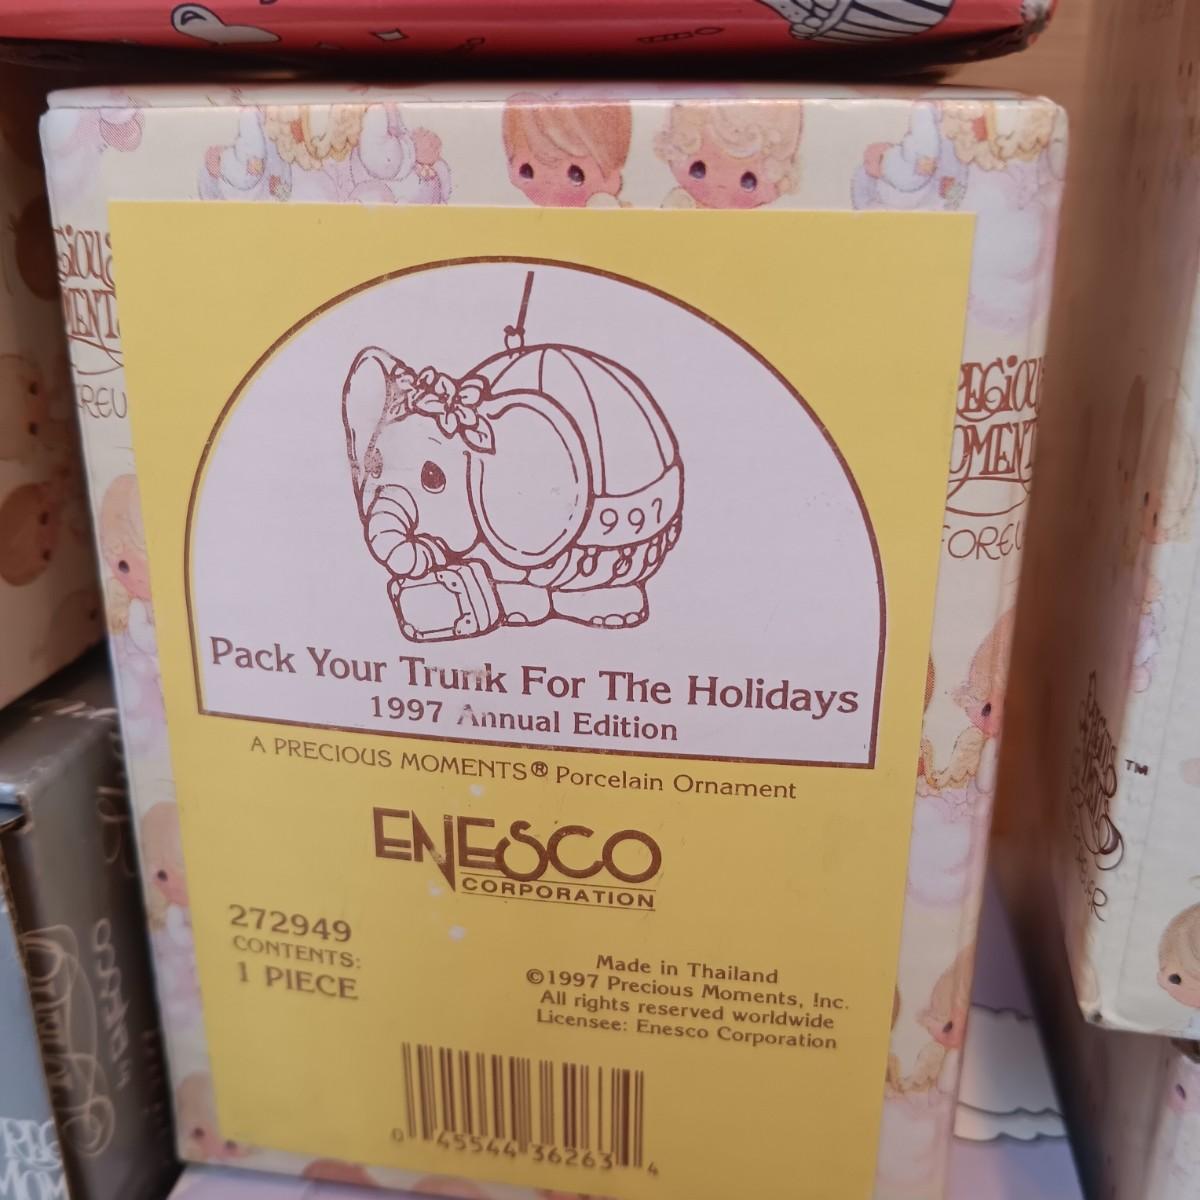 997
Pack Your Trunk For The Holidays
1997 Annual Edition
A PRECIOUS MOMENTS® Porcelain Ornament
ENESCO
CORPORATION
272949
CONTENTS:
1 PIECE
Made in Thailand
©1997 Precious Moments, Inc.
All rights reserved worldwide
Licensee: Enesco Corporation
0 45544 36263 4
TM